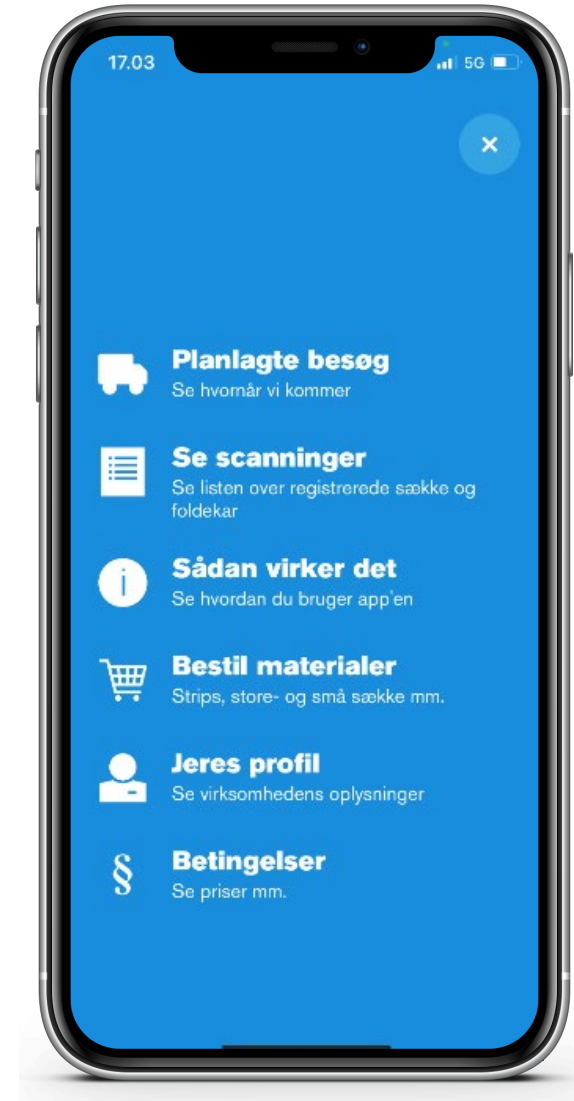 17.03
5G
Planlagte besøg
Se hvornår vi kommer
Se scanninger
Se listen over registrerede sække og
foldekar
i
Sådan virker det
Se hvordan du bruger app'en
Bestil materialer
Strips, store- og små sække mm.
Jeres profil
Se virksomhedens oplysninger
§
Betingelser
Se priser mm.